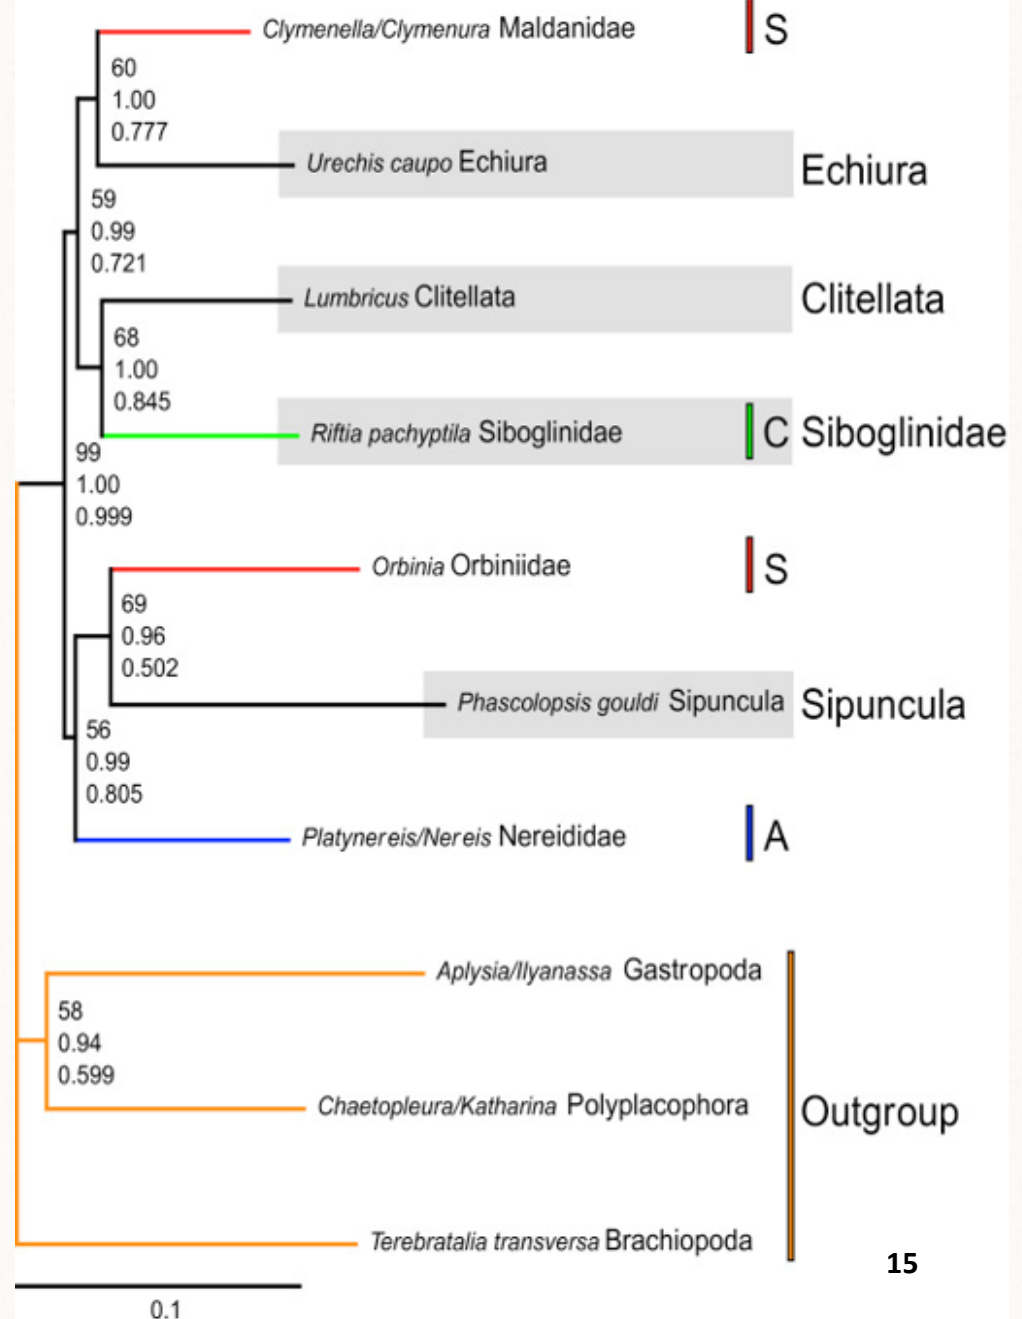 Clymenella/Clymenura Maldanidae S
60
1.00
0.777
Urechis caupo Echiura Echiura
59
0.99
0.721
Lumbricus Clitellata Clitellata
68
1.00
0.845
Riftia pachyptila Siboglinidae C Siboglinidae
99
1.00
0.999
Orbinia Orbiniidae S
69
0.96
0.502
Phascolopsis gouldi Sipuncula Sipuncula
56
0.99
0.805
Platynereis/Nereis Nereididae A
Aplysia/Ilyanassa Gastropoda
58
0.94
0.599
Chaetopleura/Katharina Polyplacophora Outgroup
Terebratalia transversa Brachiopoda
15
0.1